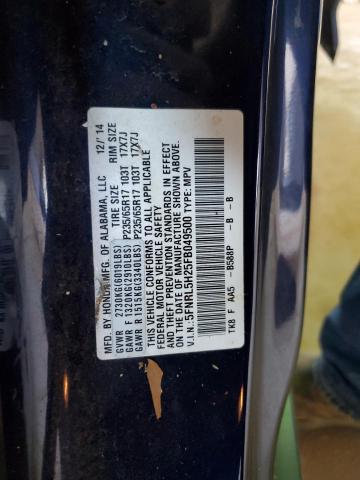 MFD. BY HONDA MFG. OF ALABAMA, LLC 12/'14
TIRE SIZE RIM SIZE
GVWR 2730KG(6019LBS)
GAWR F 1330KG(2910LBS) P235/65R17 103T 17X7J
GAWR R 1515KG(3340LBS) P235/65R17 103T 17X7J
THIS VEHICLE CONFORMS TO ALL APPLICABLE
FEDERAL MOTOR VEHICLE SAFETY
AND THEFT PREVENTION STANDARDS IN EFFECT
ON THE DATE OF MANUFACTURE SHOWN ABOVE.
V.I.N.: 5FNRL5H25FB049500 TYPE: MPV
TK8 F AA5 -B588P -B -B